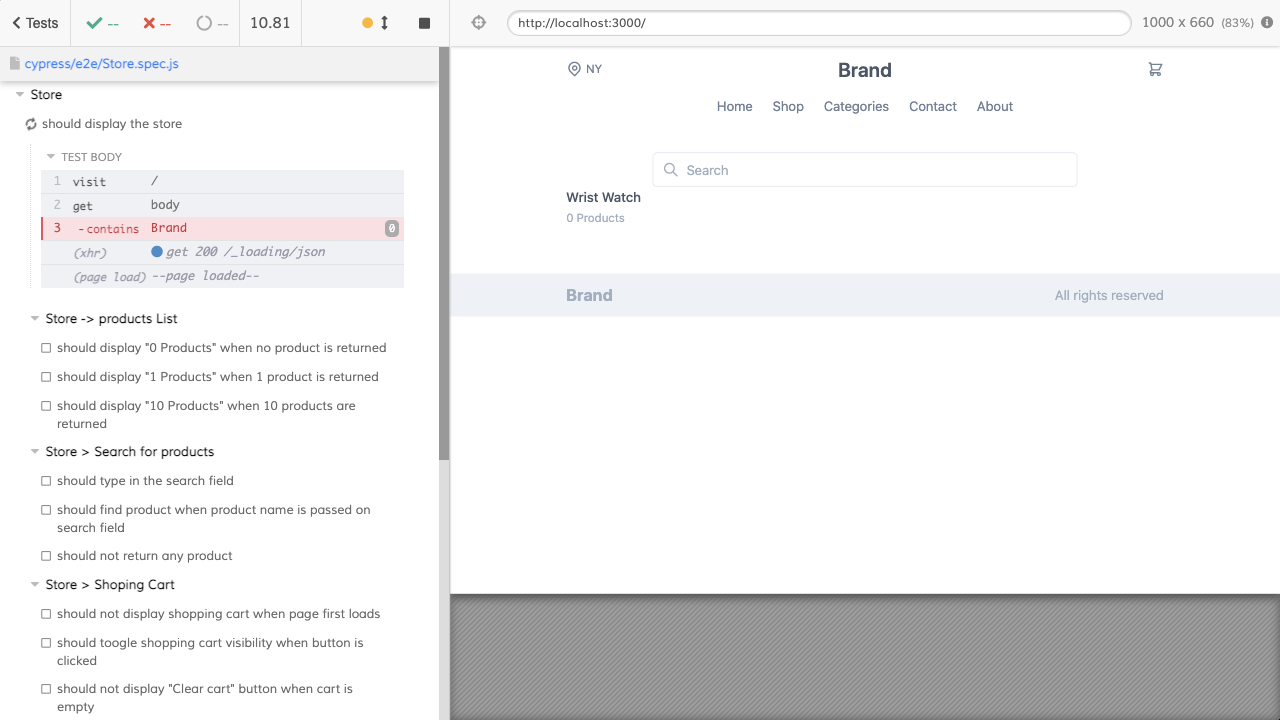 Tests
--
--
--
10.81
http://localhost:3000/
1000 x 660 (83%)
cypress/e2e/Store.spec.js
Store
should display the store
TEST BODY
1 visit /
2 get body
3 -contains Brand 0
(xhr) get 200 /_loading/json
(page load) --page loaded--
Store -> products List
should display "0 Products" when no product is returned
should display "1 Products" when 1 product is returned
should display "10 Products" when 10 products are
returned
Store > Search for products
should type in the search field
should find product when product name is passed on
search field
should not return any product
Store > Shoping Cart
should not display shopping cart when page first loads
should toogle shopping cart visibility when button is
clicked
should not display "Clear cart" button when cart is
empty
NY
Brand
Home Shop Categories Contact About
Search
Wrist Watch
0 Products
Brand
All rights reserved